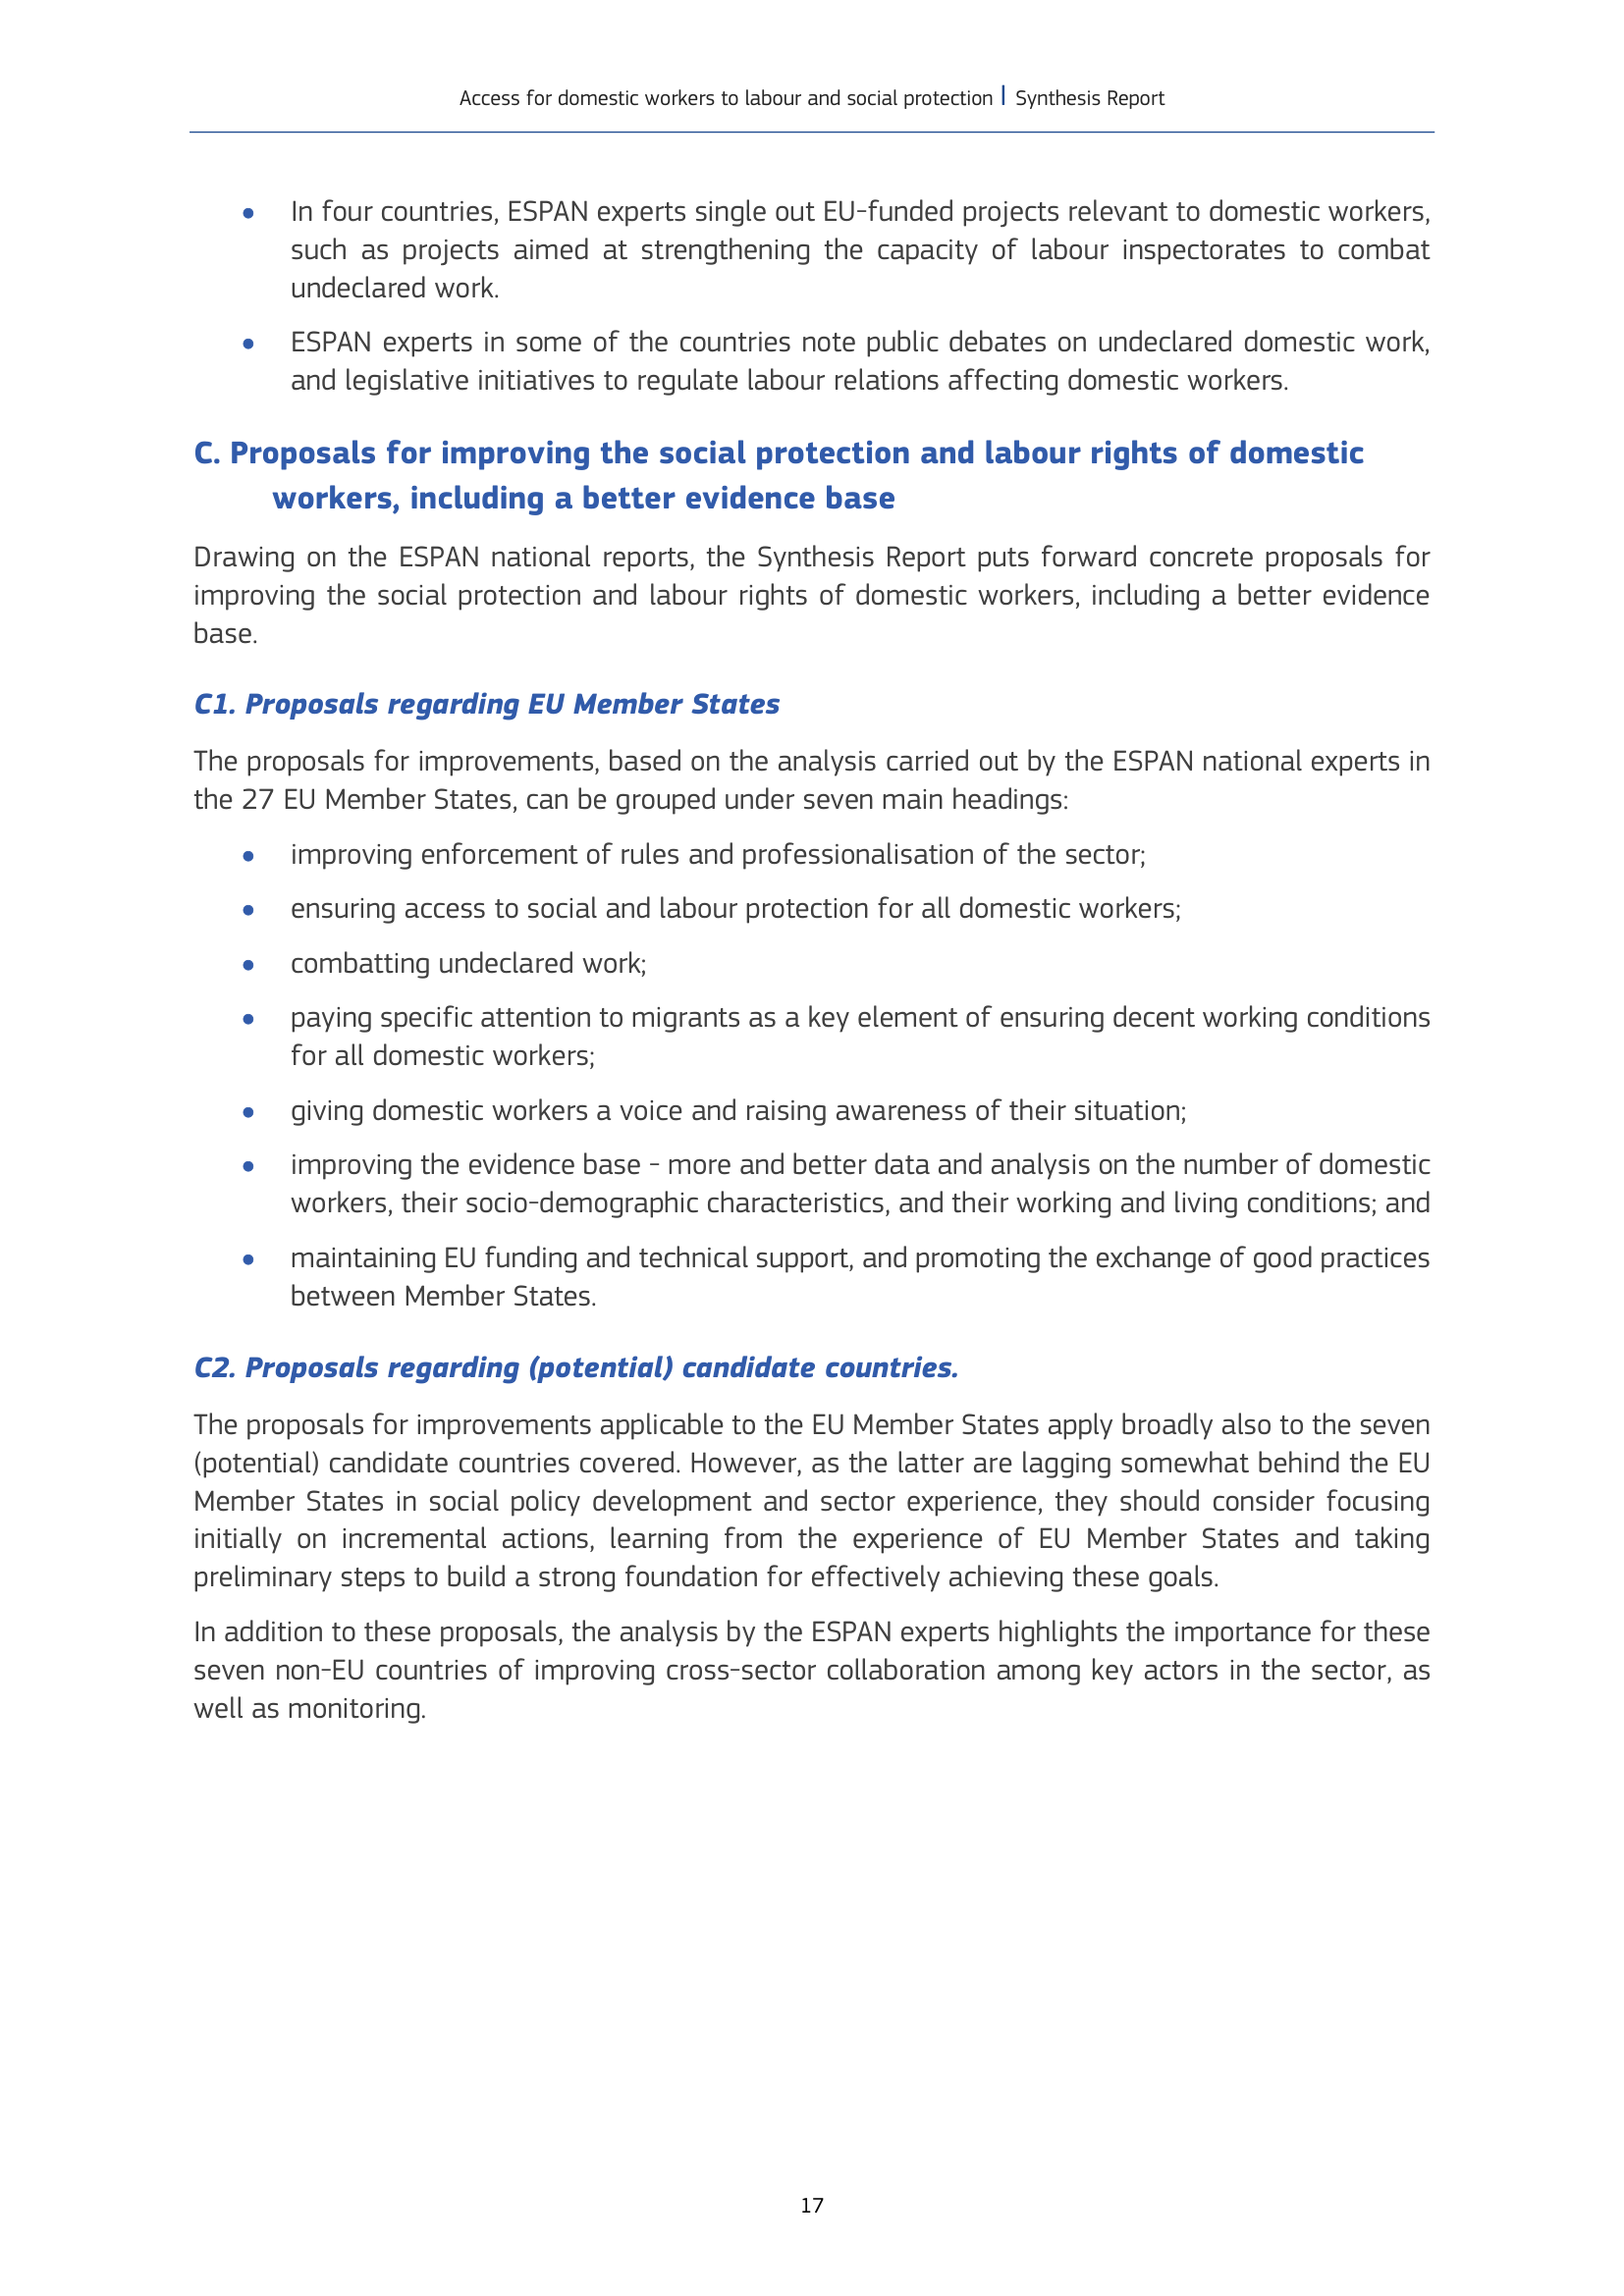 Access for domestic workers to labour and social protection | Synthesis Report
• In four countries, ESPAN experts single out EU-funded projects relevant to domestic workers,
such as projects aimed at strengthening the capacity of labour inspectorates to combat
undeclared work.
• ESPAN experts in some of the countries note public debates on undeclared domestic work,
and legislative initiatives to regulate labour relations affecting domestic workers.
C. Proposals for improving the social protection and labour rights of domestic
workers, including a better evidence base
Drawing on the ESPAN national reports, the Synthesis Report puts forward concrete proposals for
improving the social protection and labour rights of domestic workers, including a better evidence
base.
C1. Proposals regarding EU Member States
The proposals for improvements, based on the analysis carried out by the ESPAN national experts in
the 27 EU Member States, can be grouped under seven main headings:
• improving enforcement of rules and professionalisation of the sector;
• ensuring access to social and labour protection for all domestic workers;
• combatting undeclared work;
• paying specific attention to migrants as a key element of ensuring decent working conditions
for all domestic workers;
• giving domestic workers a voice and raising awareness of their situation;
• improving the evidence base - more and better data and analysis on the number of domestic
workers, their socio-demographic characteristics, and their working and living conditions; and
• maintaining EU funding and technical support, and promoting the exchange of good practices
between Member States.
C2. Proposals regarding (potential) candidate countries.
The proposals for improvements applicable to the EU Member States apply broadly also to the seven
(potential) candidate countries covered. However, as the latter are lagging somewhat behind the EU
Member States in social policy development and sector experience, they should consider focusing
initially on incremental actions, learning from the experience of EU Member States and taking
preliminary steps to build a strong foundation for effectively achieving these goals.
In addition to these proposals, the analysis by the ESPAN experts highlights the importance for these
seven non-EU countries of improving cross-sector collaboration among key actors in the sector, as
well as monitoring.
17